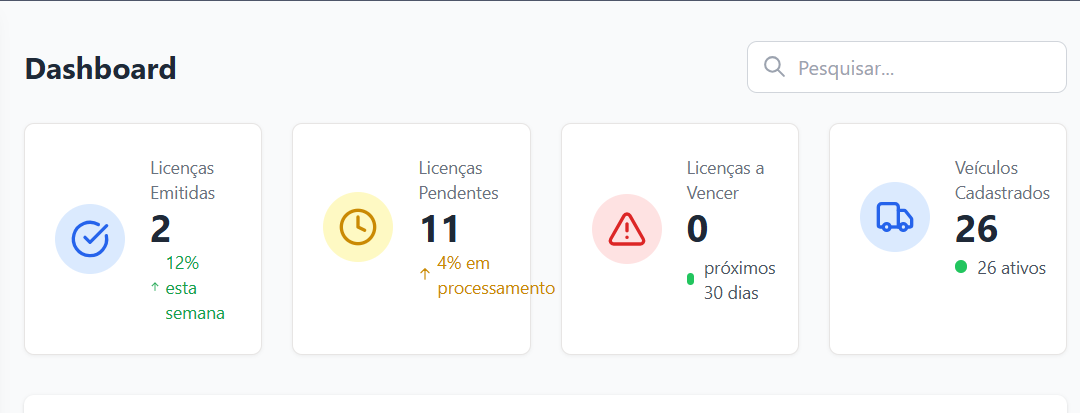 Dashboard
Pesquisar...
Licenças
Emitidas
2
12%
↑ esta
semana
Licenças
Pendentes
11
↑ 4% em
processamento
Licenças a
Vencer
0
próximos
30 dias
Veículos
Cadastrados
26
26 ativos